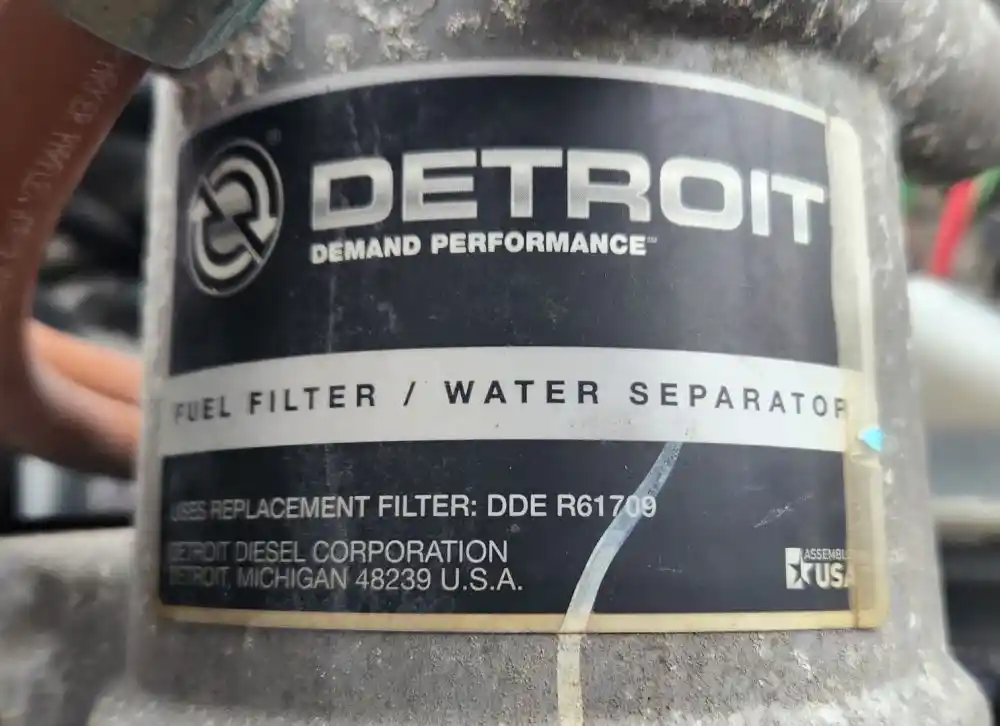 DETROIT
DEMAND PERFORMANCE™
FUEL FILTER / WATER SEPARATOR
USES REPLACEMENT FILTER: DDE R61709
DETROIT DIESEL CORPORATION
DETROIT, MICHIGAN 48239 U.S.A.
USA